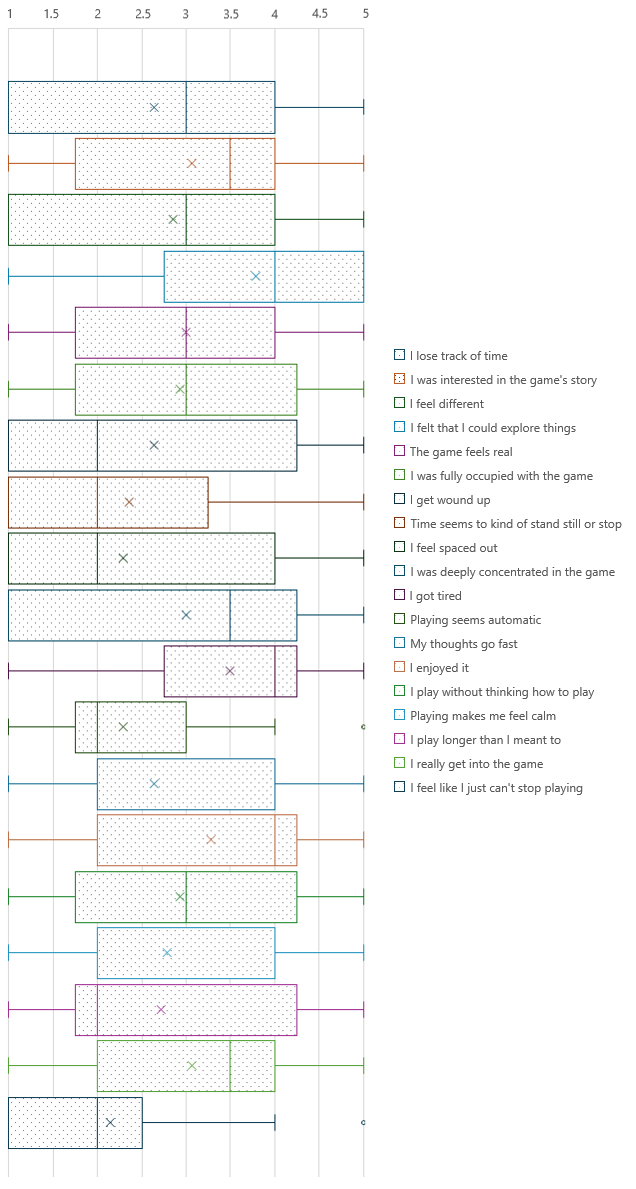 1 1.5 2 2.5 3 3.5 4 4.5 5
I lose track of time
I was interested in the game's story
I feel different
I felt that I could explore things
The game feels real
I was fully occupied with the game
I get wound up
Time seems to kind of stand still or stop
I feel spaced out
I was deeply concentrated in the game
I got tired
Playing seems automatic
My thoughts go fast
I enjoyed it
I play without thinking how to play
Playing makes me feel calm
I play longer than I meant to
I really get into the game
I feel like I just can't stop playing